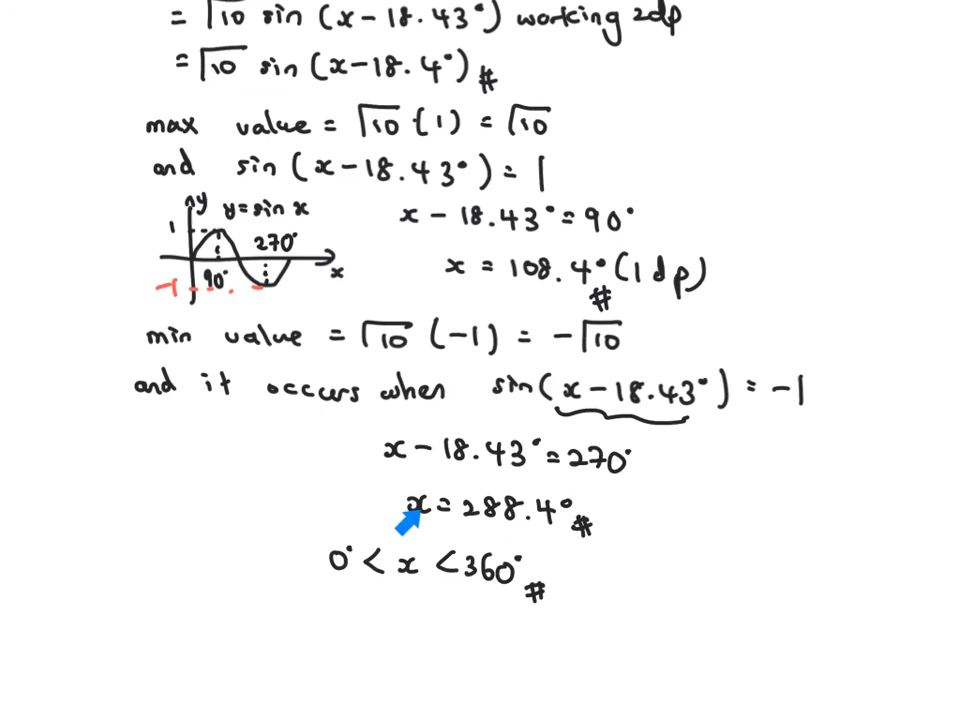 = √10 sin (x - 18.43°) working 2dp
= √10 sin (x - 18.4°) #
max value = √10 (1) = √10
and sin (x - 18.43°) = 1
y
y = sin x
1
270°
x
90°
-1
x - 18.43° = 90°
x = 108.4° (1 dp)
#
min value = √10 (-1) = -√10
and it occurs when sin(x - 18.43°) = -1
x - 18.43° = 270°
x = 288.4° #
0° < x < 360° #